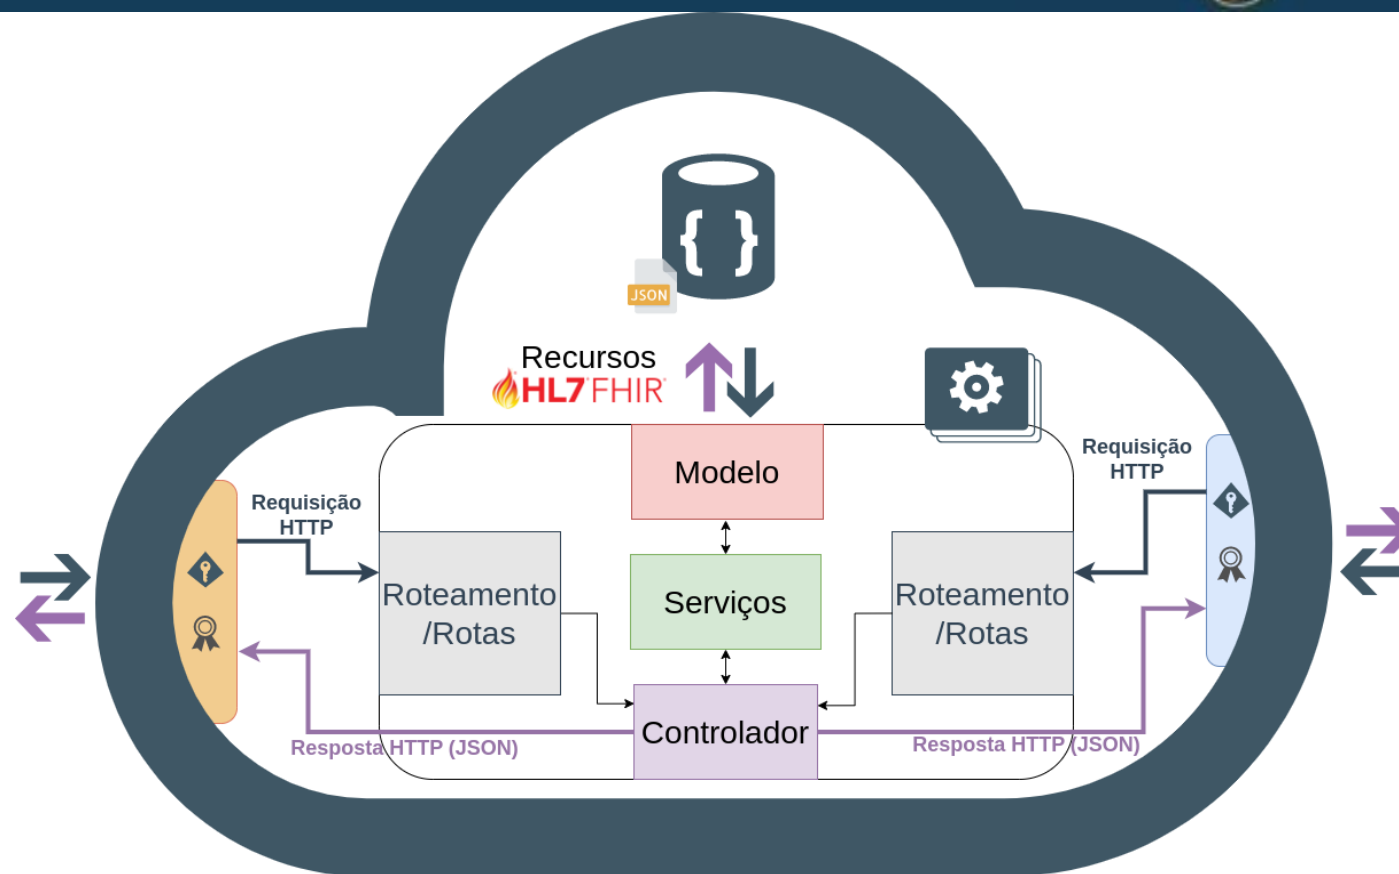 { }
JSON
Recursos
HL7 FHIR
Modelo
Requisição
HTTP
Requisição
HTTP
Roteamento
/Rotas
Serviços
Roteamento
/Rotas
Controlador
Resposta HTTP (JSON)
Resposta HTTP (JSON)